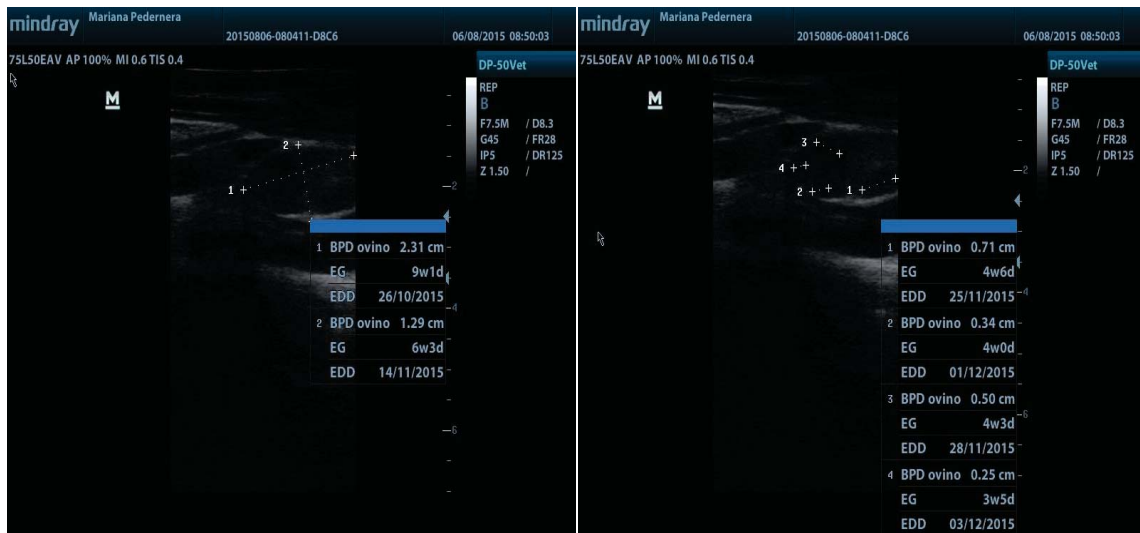 mindray
Mariana Pedernera
20150806-080411-D8C6
06/08/2015 08:50:03
75L50EAV AP 100% MI 0.6 TIS 0.4
DP-50Vet
M
REP
B
F7.5M / D8.3
G45 / FR28
IP5 / DR125
Z 1.50 /
2
1
2
1 BPD ovino 2.31 cm
EG 9w1d
EDD 26/10/2015
4
2 BPD ovino 1.29 cm
EG 6w3d
EDD 14/11/2015
6
mindray
Mariana Pedernera
20150806-080411-D8C6
06/08/2015 08:50:03
75L50EAV AP 100% MI 0.6 TIS 0.4
DP-50Vet
M
REP
B
F7.5M / D8.3
G45 / FR28
IP5 / DR125
Z 1.50 /
3
4
2
2 1
1 BPD ovino 0.71 cm
EG 4w6d
EDD 25/11/2015
4
2 BPD ovino 0.34 cm
EG 4w0d
EDD 01/12/2015
3 BPD ovino 0.50 cm
6
EG 4w3d
EDD 28/11/2015
4 BPD ovino 0.25 cm
EG 3w5d
EDD 03/12/2015